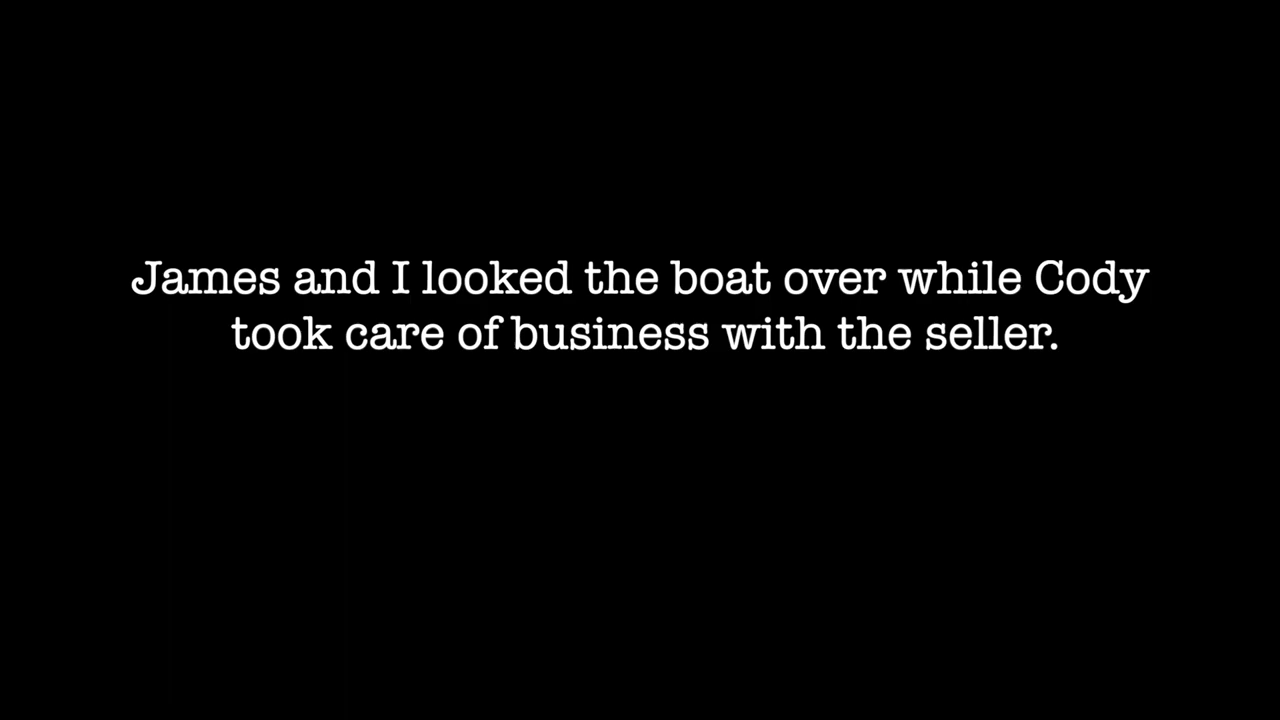 James and I looked the boat over while Cody
took care of business with the seller.